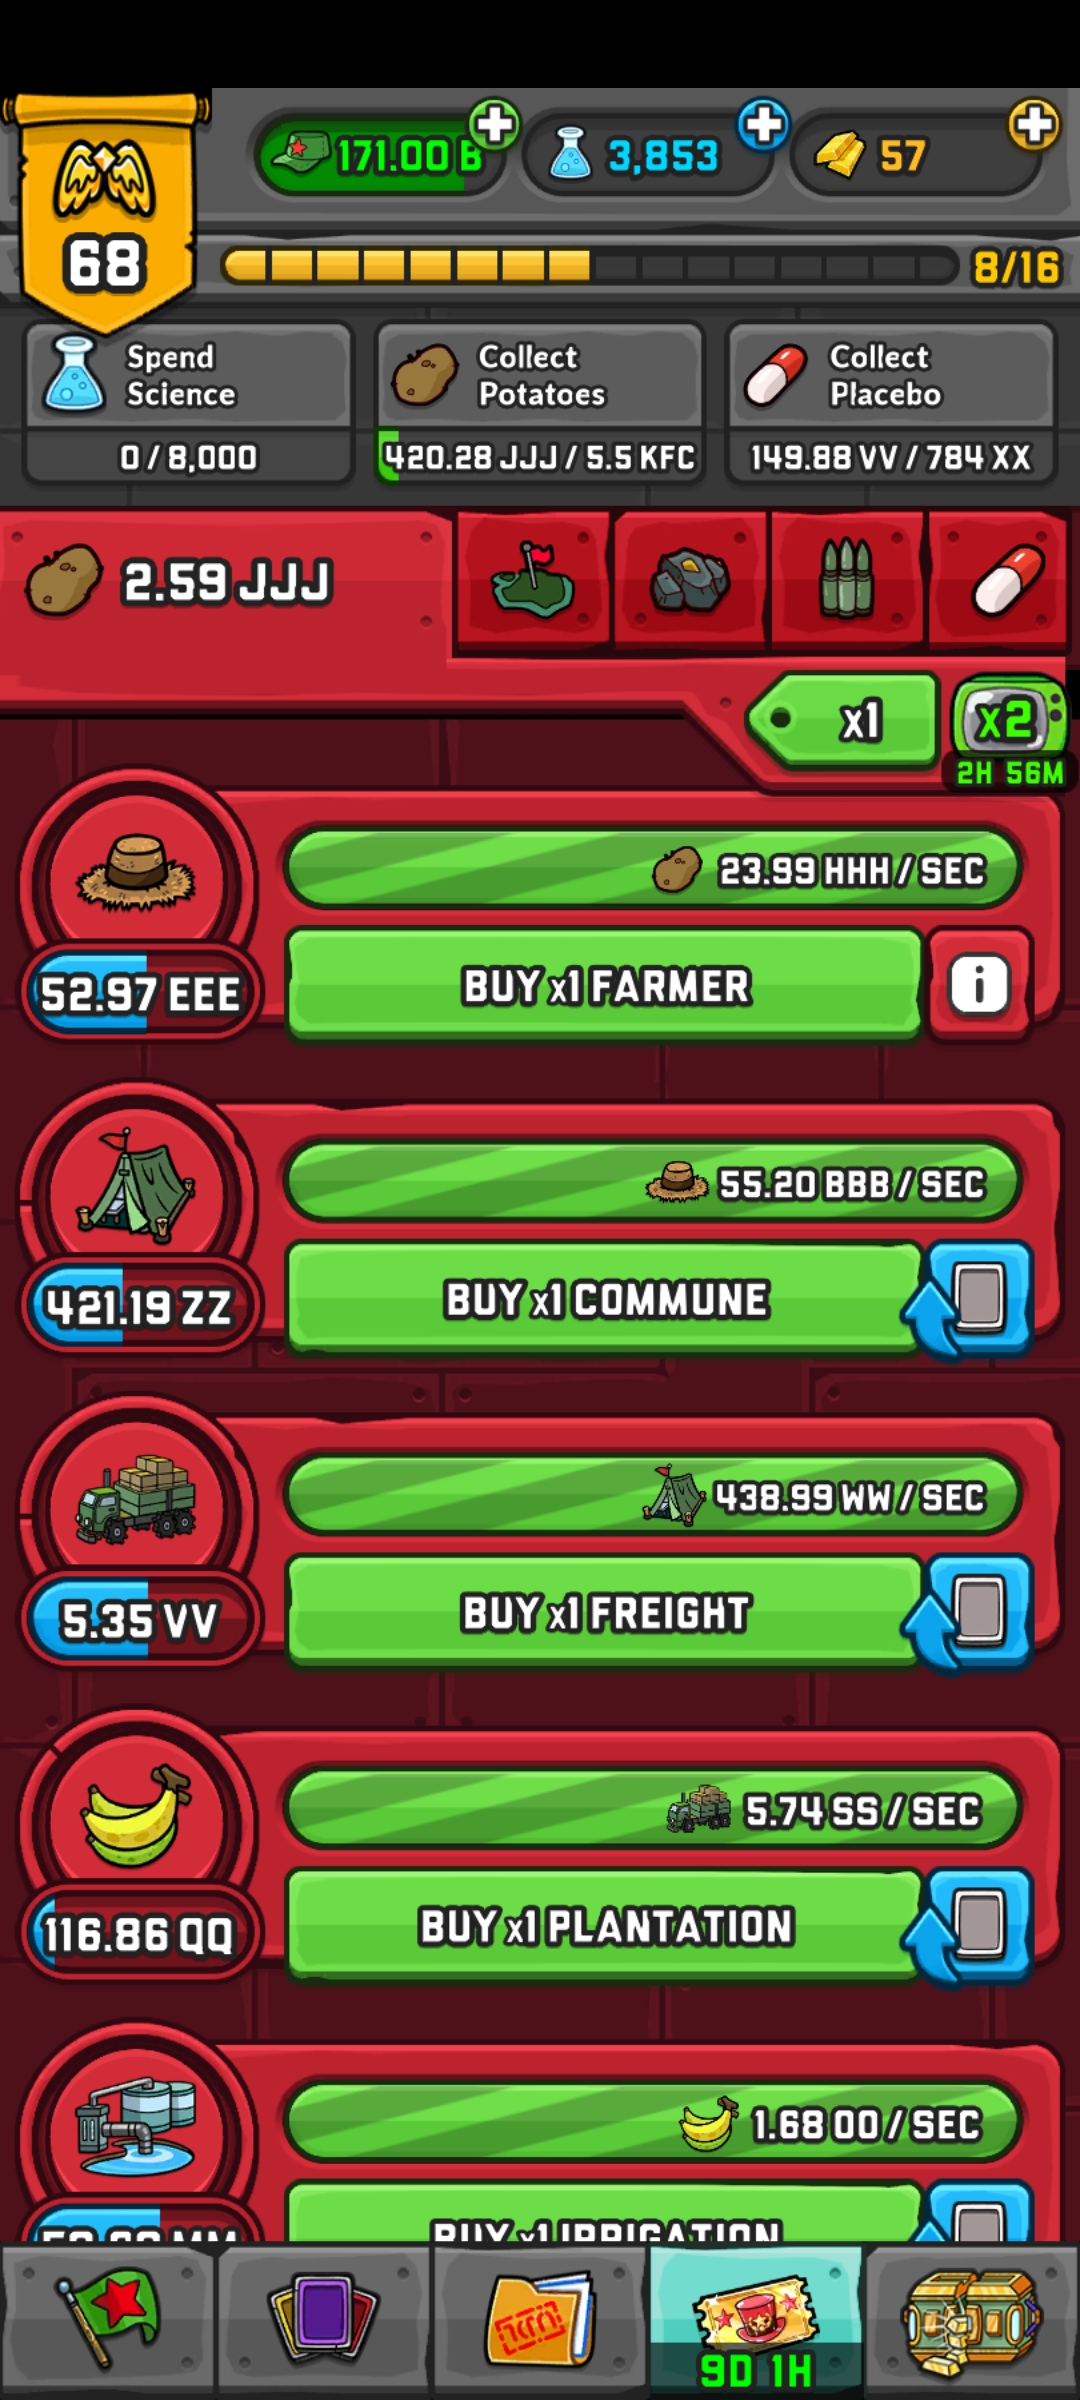 171.00 B
3,853
57
68
8/16
Spend
Science
0 / 8,000
Collect
Potatoes
420.28 JJJ / 5.5 KFC
Collect
Placebo
149.88 VV / 784 XX
2.59 JJJ
x1
x2
2H 56M
23.99 HHH / SEC
52.97 EEE
BUY x1 FARMER
i
55.20 BBB / SEC
421.19 ZZ
BUY x1 COMMUNE
438.99 WW / SEC
5.35 VV
BUY x1 FREIGHT
5.74 SS / SEC
116.86 QQ
BUY x1 PLANTATION
1.68 OO / SEC
BUY x1 IRRIGATION
9D 1H